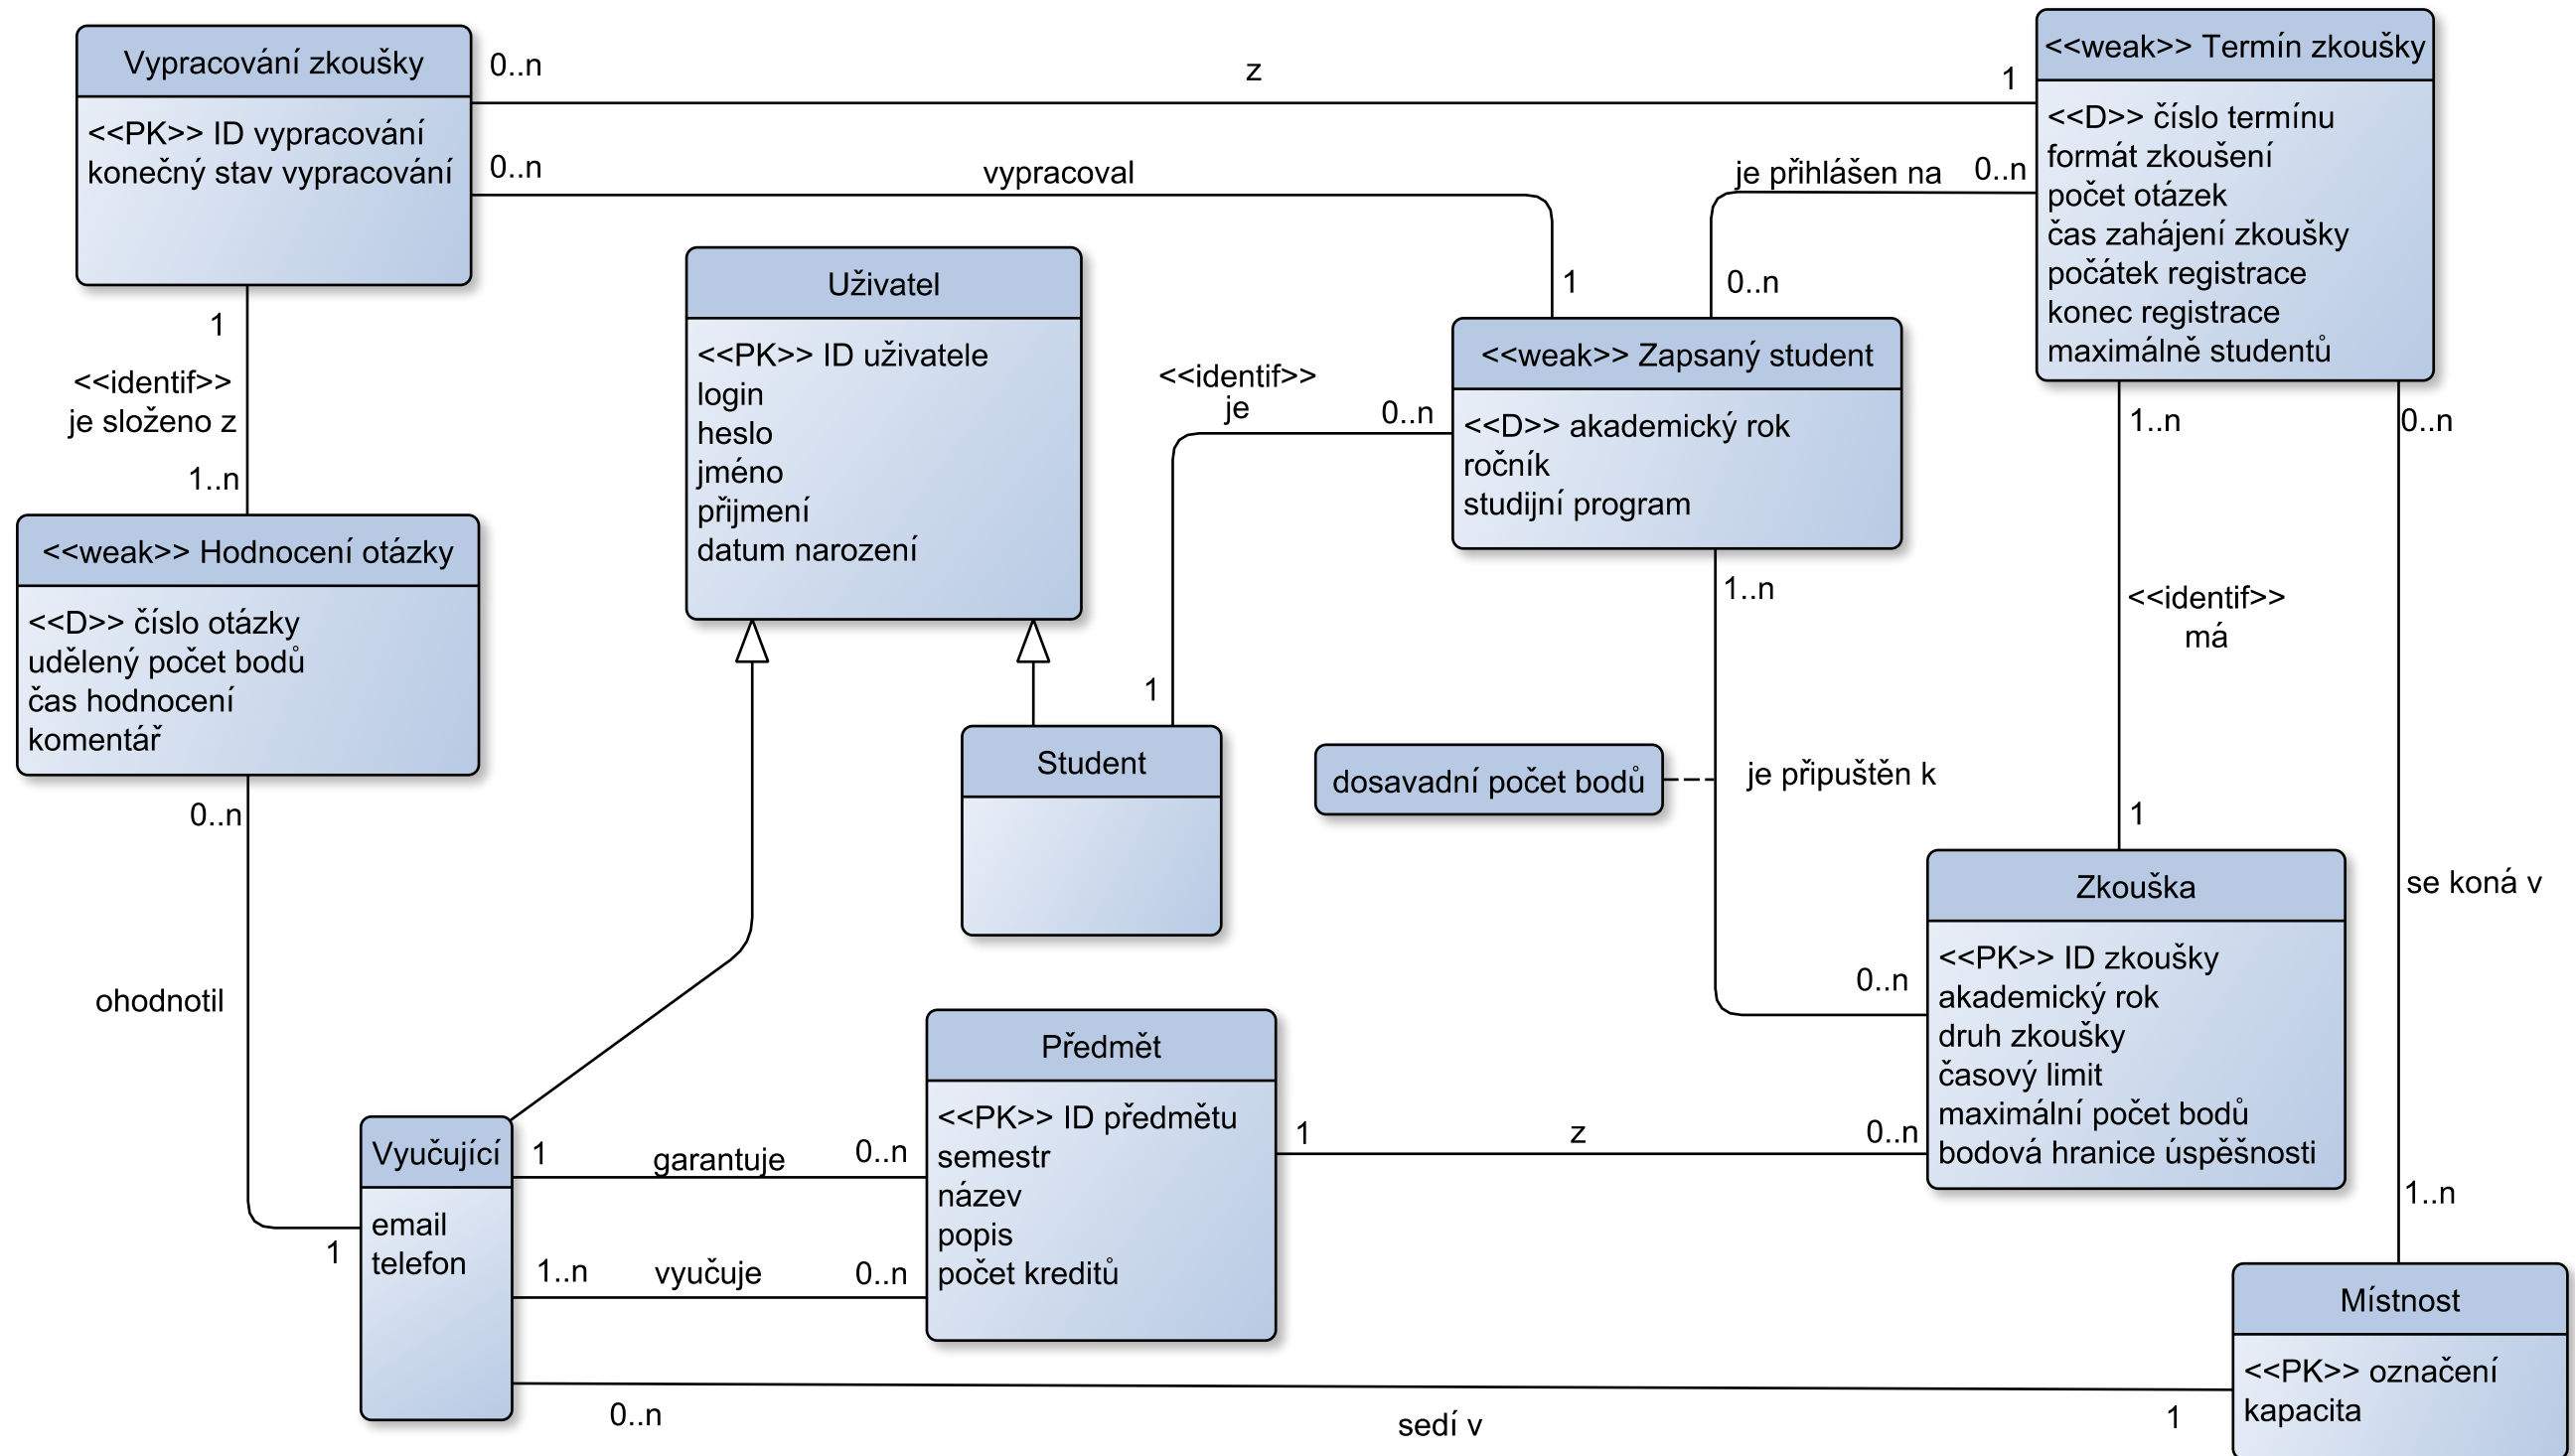 Vypracování zkoušky
<<PK>> ID vypracování
konečný stav vypracování
0..n
z
1
0..n
vypracoval
1
<<weak>> Termín zkoušky
<<D>> číslo termínu
formát zkoušení
počet otázek
čas zahájení zkoušky
počátek registrace
konec registrace
maximálně studentů
je přihlášen na
0..n
0..n
Uživatel
<<PK>> ID uživatele
login
heslo
jméno
přijmení
datum narození
<<weak>> Zapsaný student
<<D>> akademický rok
ročník
studijní program
1
<<identif>>
je složeno z
1..n
<<identif>>
je
0..n
1
<<weak>> Hodnocení otázky
<<D>> číslo otázky
udělený počet bodů
čas hodnocení
komentář
1..n
0..n
<<identif>>
má
1
1..n
Student
dosavadní počet bodů
je připuštěn k
0..n
0..n
ohodnotil
1
Zkouška
<<PK>> ID zkoušky
akademický rok
druh zkoušky
časový limit
maximální počet bodů
bodová hranice úspěšnosti
se koná v
1..n
Předmět
<<PK>> ID předmětu
semestr
název
popis
počet kreditů
Vyučující
email
telefon
1
garantuje
0..n
1..n
vyučuje
0..n
1
z
0..n
Místnost
<<PK>> označení
kapacita
0..n
sedí v
1